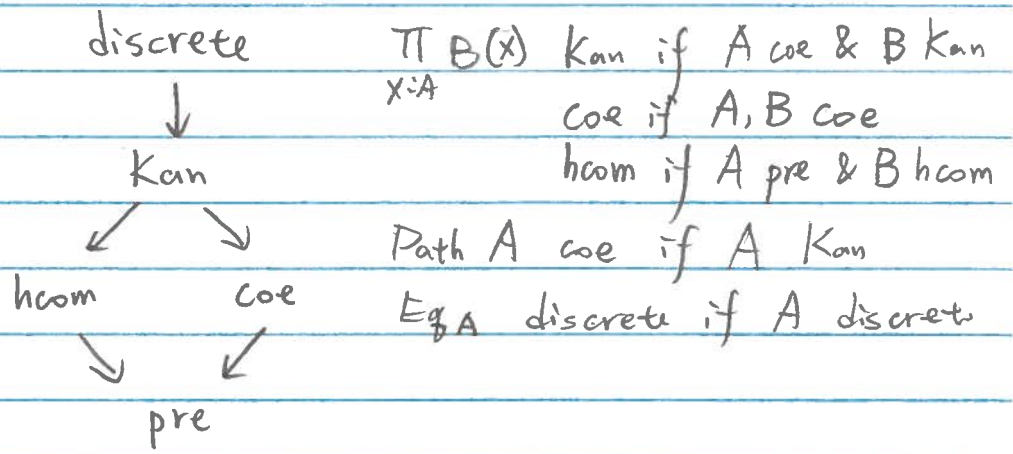 discrete
Kan
hcom coe
pre
Π B(x) Kan if A coe & B Kan
x:A
coe if A, B coe
hcom if A pre & B hcom
Path A coe if A Kan
Eq A discrete if A discrete